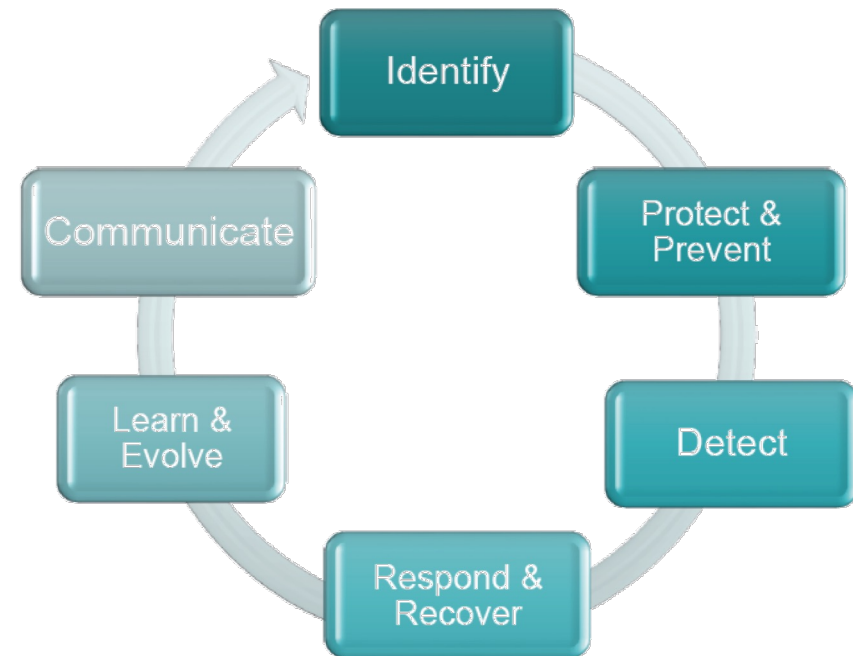 Identify
Protect &
Prevent
Detect
Respond &
Recover
Learn &
Evolve
Communicate